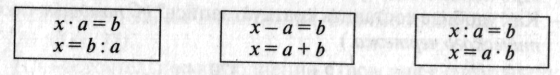 x · a = b
x = b : a
x − a = b
x = a + b
x : a = b
x = a · b